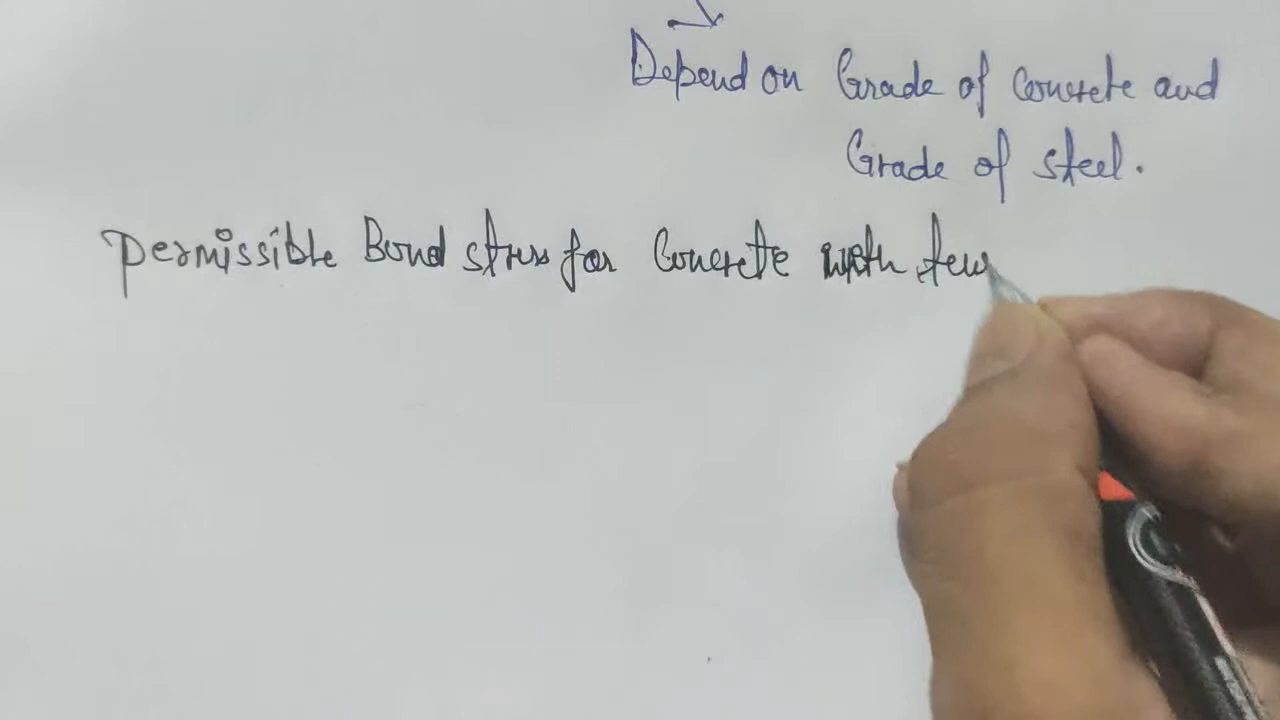 Depend on Grade of Concrete and
Grade of steel.
Permissible Bond stress for Concrete with